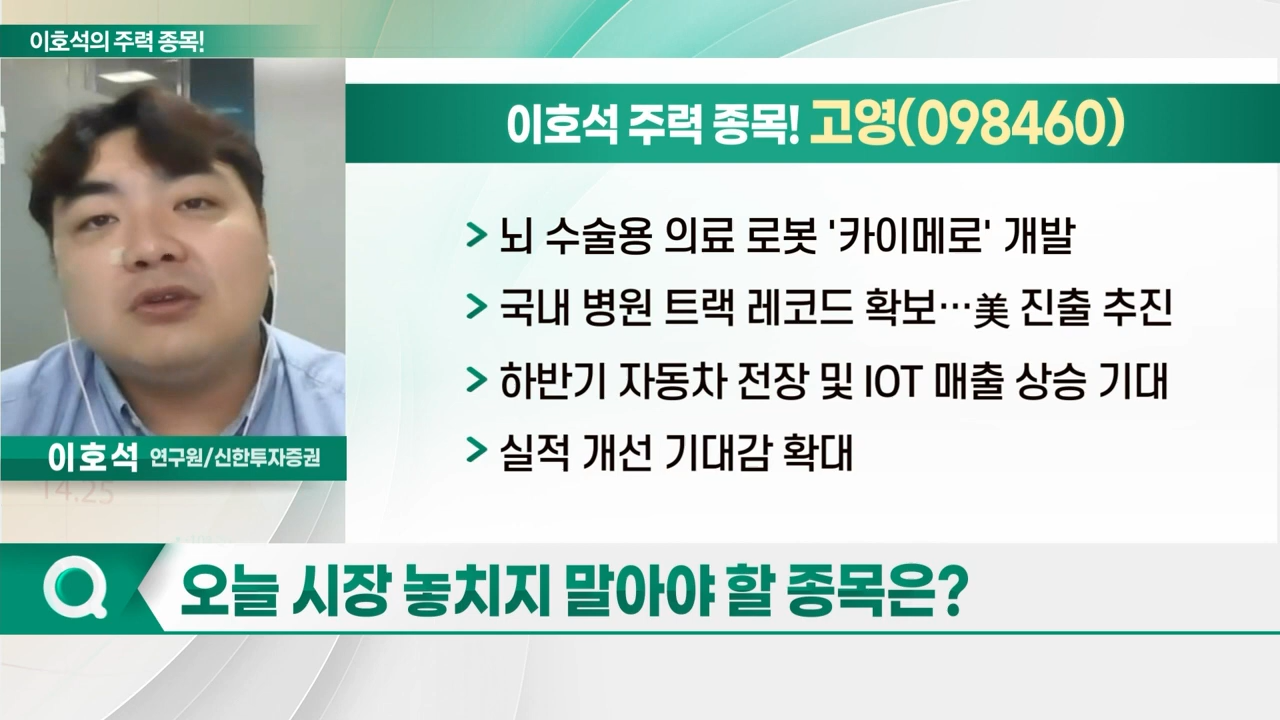 이호석의 주력 종목!
이호석 주력 종목! 고영(098460)
> 뇌 수술용 의료 로봇 '카이메로' 개발
> 국내 병원 트랙 레코드 확보…美 진출 추진
> 하반기 자동차 전장 및 IOT 매출 상승 기대
> 실적 개선 기대감 확대
이호석 연구원/신한투자증권
14.25
Q 오늘 시장 놓치지 말아야 할 종목은?